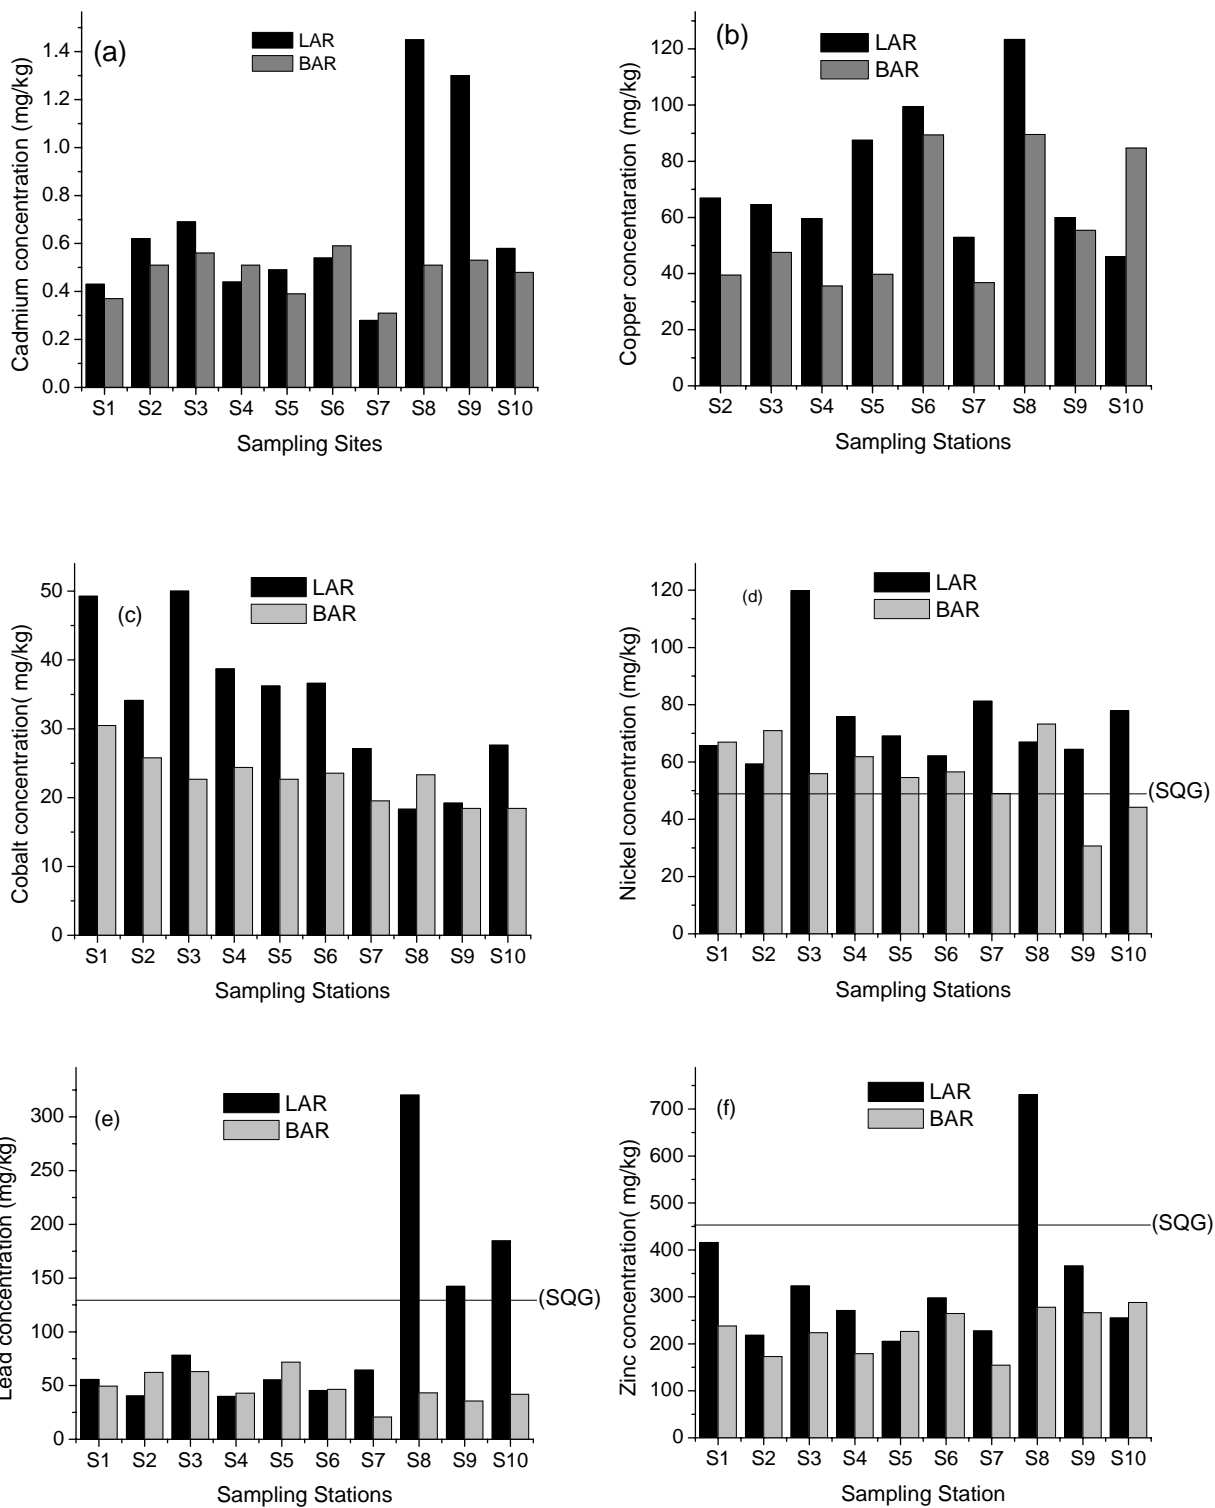 (a)
LAR
BAR
Cadmium concentration (mg/kg)
1.4
1.2
1.0
0.8
0.6
0.4
0.2
0.0
S1 S2 S3 S4 S5 S6 S7 S8 S9 S10
Sampling Sites
(b)
LAR
BAR
Copper concentaration (mg/kg)
120
100
80
60
40
20
0
S2 S3 S4 S5 S6 S7 S8 S9 S10
Sampling Stations
(c)
LAR
BAR
Cobalt concentration( mg/kg)
50
40
30
20
10
0
S1 S2 S3 S4 S5 S6 S7 S8 S9 S10
Sampling Stations
(d)
LAR
BAR
Nickel concentration (mg/kg)
120
100
80
60
40
20
0
(SQG)
S1 S2 S3 S4 S5 S6 S7 S8 S9 S10
Sampling Stations
(e)
LAR
BAR
Lead concentration (mg/kg)
300
250
200
150
100
50
0
(SQG)
S1 S2 S3 S4 S5 S6 S7 S8 S9 S10
Sampling Stations
(f)
LAR
BAR
Zinc concentration( mg/kg)
700
600
500
400
300
200
100
0
(SQG)
S1 S2 S3 S4 S5 S6 S7 S8 S9 S10
Sampling Station